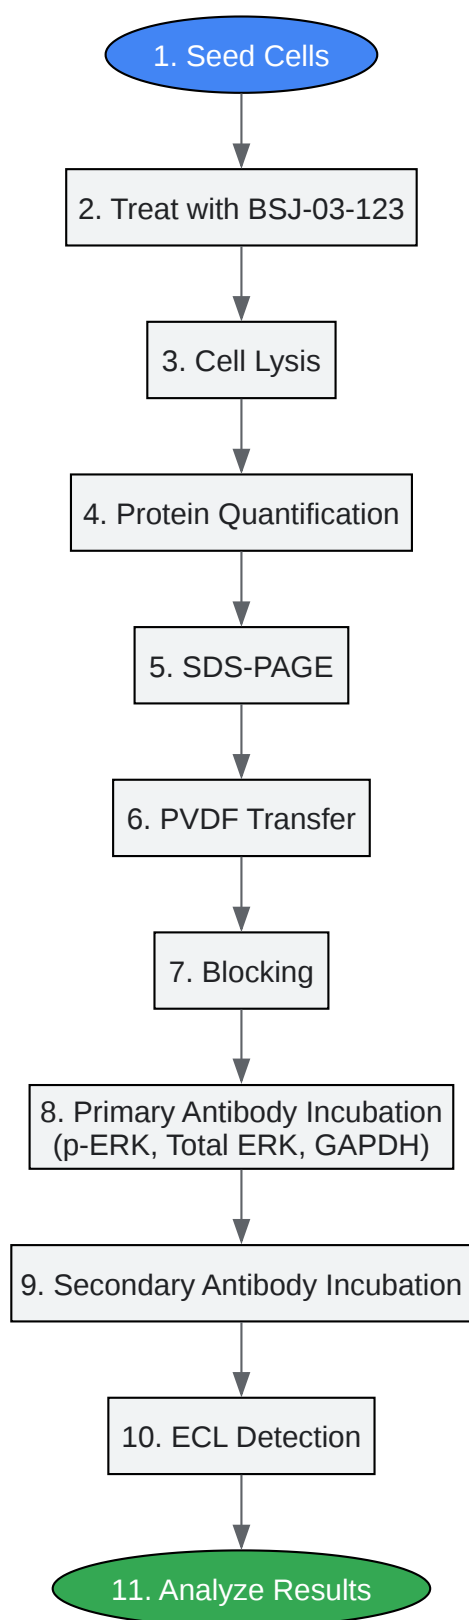 1. Seed Cells
2. Treat with BSJ-03-123
3. Cell Lysis
4. Protein Quantification
5. SDS-PAGE
6. PVDF Transfer
7. Blocking
8. Primary Antibody Incubation
(p-ERK, Total ERK, GAPDH)
9. Secondary Antibody Incubation
10. ECL Detection
11. Analyze Results